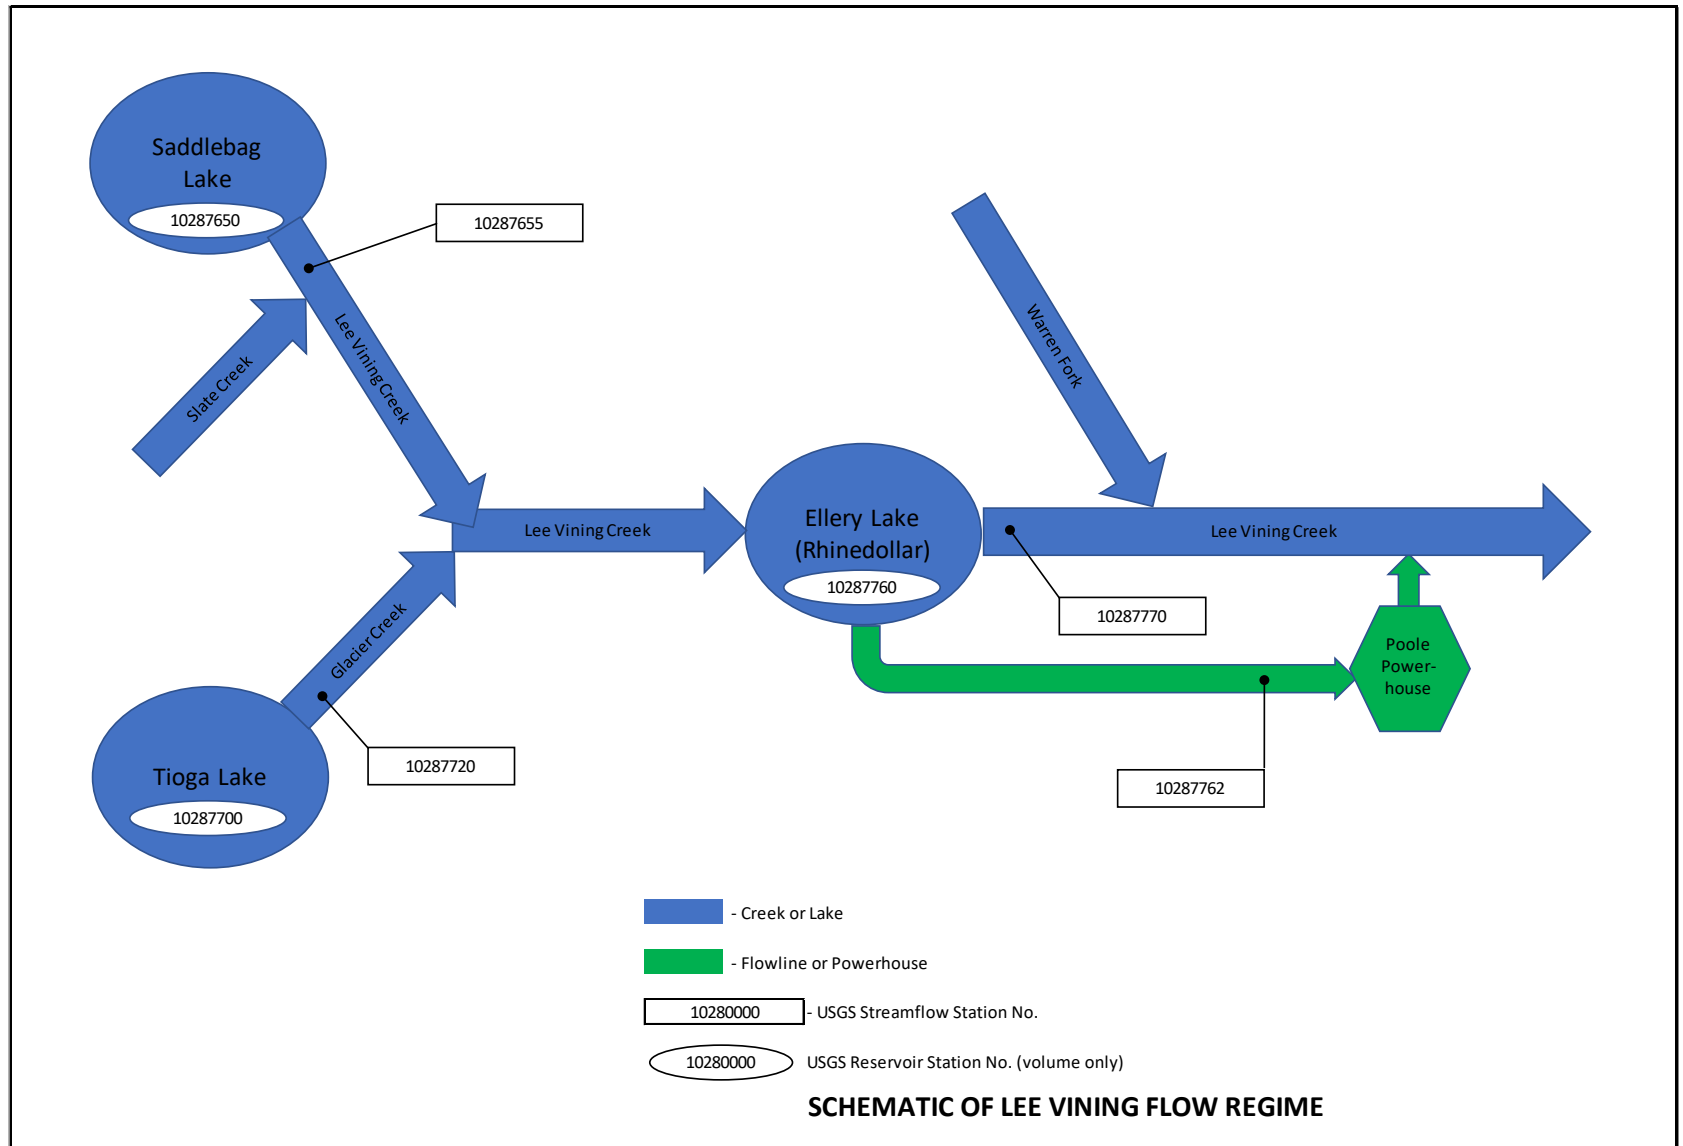 Saddlebag
Lake
10287650
10287655
Slate Creek
Lee Vining Creek
Warren Fork
Lee Vining Creek
Ellery Lake
(Rhinedollar)
10287760
Lee Vining Creek
10287770
Glacier Creek
Poole
Power-
house
10287720
Tioga Lake
10287700
10287762
- Creek or Lake
- Flowline or Powerhouse
10280000 - USGS Streamflow Station No.
10280000 USGS Reservoir Station No. (volume only)
SCHEMATIC OF LEE VINING FLOW REGIME